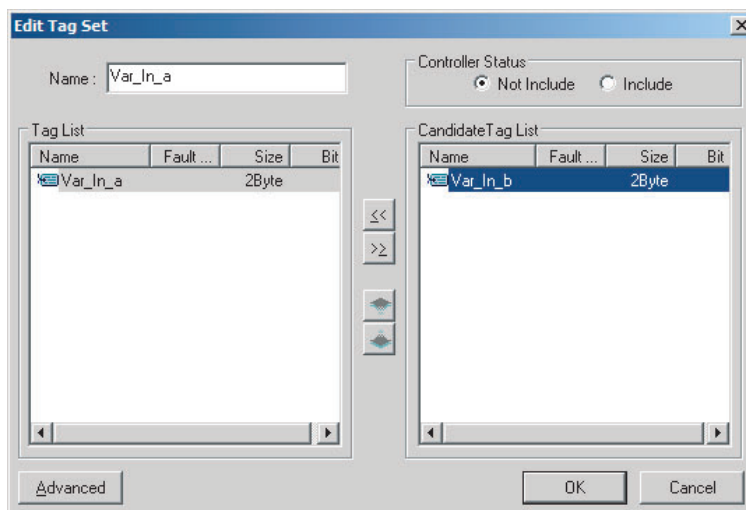 Edit Tag Set
Name : Var_In_a
Controller Status
Not Include Include
Tag List
Name Fault ... Size Bit
Var_In_a 2Byte
<<
>>
CandidateTag List
Name Fault ... Size Bit
Var_In_b 2Byte
Advanced
OK Cancel